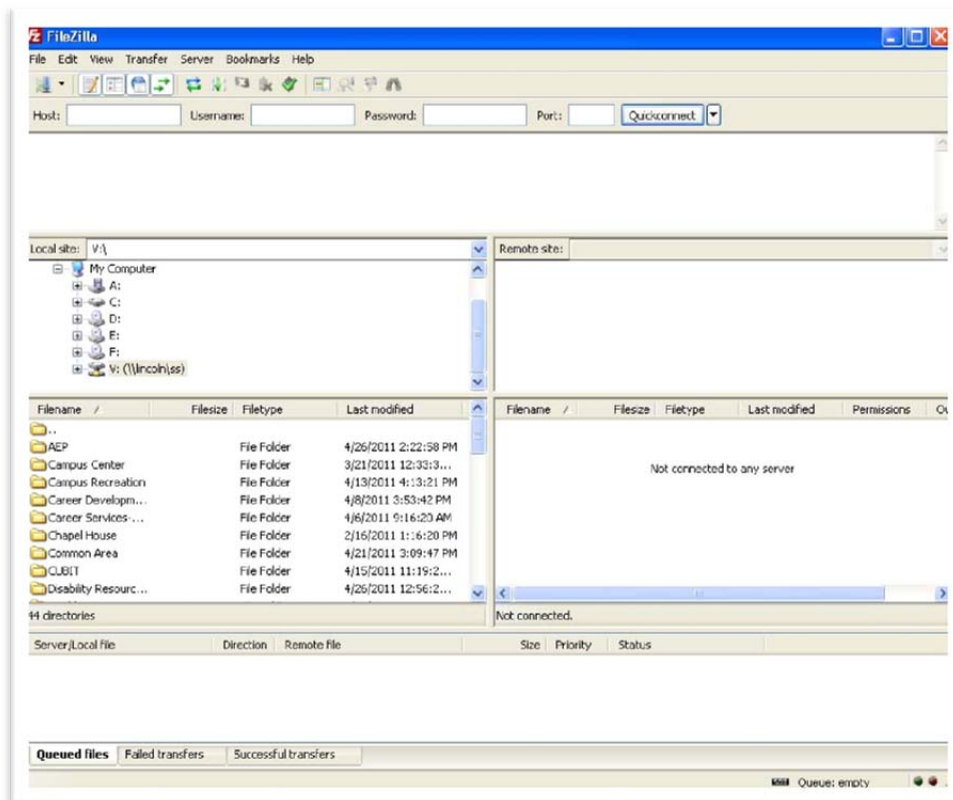 FileZilla
File Edit View Transfer Server Bookmarks Help
Host: Username: Password: Port: Quickconnect
Local site: V:\ Remote site:
My Computer
A:
C:
D:
E:
F:
V: (\\lincoln\ss)
Filename / Filesize Filetype Last modified Filename / Filesize Filetype Last modified Permissions
..
AEP File Folder 4/26/2011 2:22:58 PM
Campus Center File Folder 3/21/2011 12:33:3...
Not connected to any server
Campus Recreation File Folder 4/13/2011 4:13:21 PM
Career Developm... File Folder 4/8/2011 3:53:42 PM
Career Services-... File Folder 4/6/2011 9:16:20 AM
Chapel House File Folder 2/16/2011 1:16:20 PM
Common Area File Folder 4/21/2011 3:09:47 PM
CUBIT File Folder 4/15/2011 11:19:2...
Disability Resourc... File Folder 4/26/2011 12:56:2...
44 directories Not connected.
Server/Local file Direction Remote file Size Priority Status
Queued files Failed transfers Successful transfers
Queue: empty